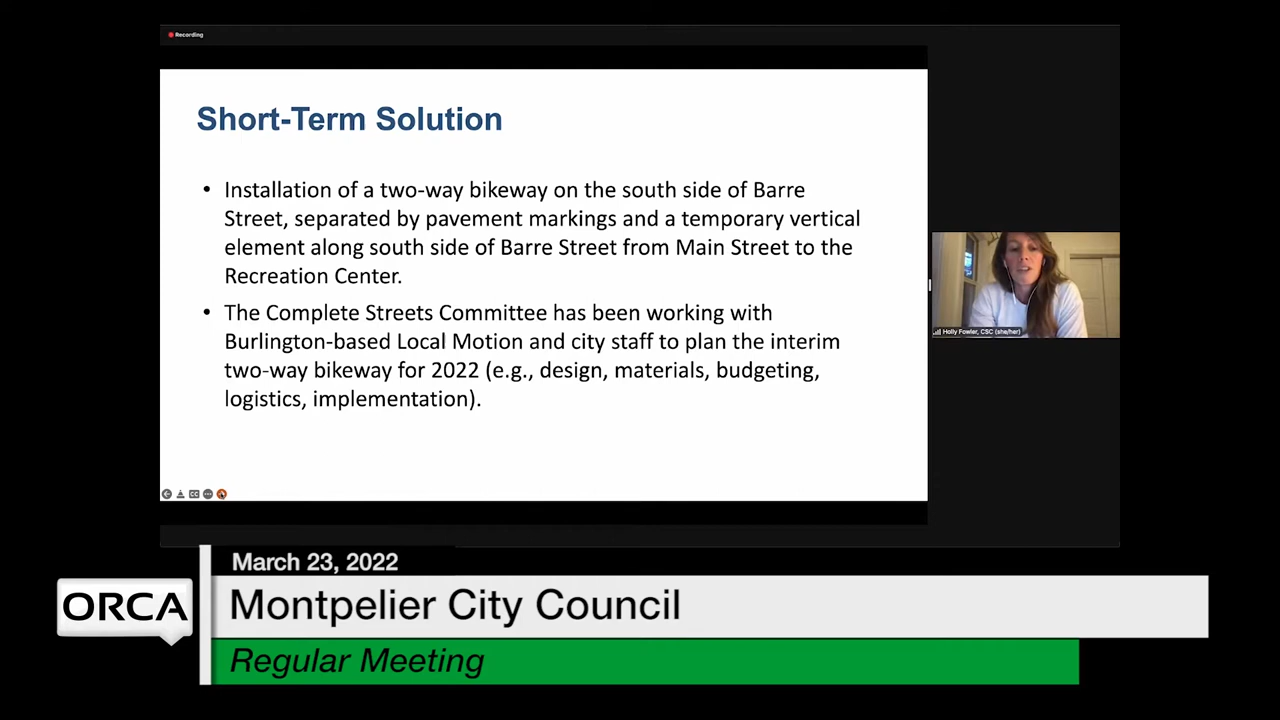 Recording
Short-Term Solution
• Installation of a two-way bikeway on the south side of Barre
Street, separated by pavement markings and a temporary vertical
element along south side of Barre Street from Main Street to the
Recreation Center.
• The Complete Streets Committee has been working with
Burlington-based Local Motion and city staff to plan the interim
two-way bikeway for 2022 (e.g., design, materials, budgeting,
logistics, implementation).
Holly Fowler, CSC (she/her)
CC
March 23, 2022
ORCA
Montpelier City Council
Regular Meeting